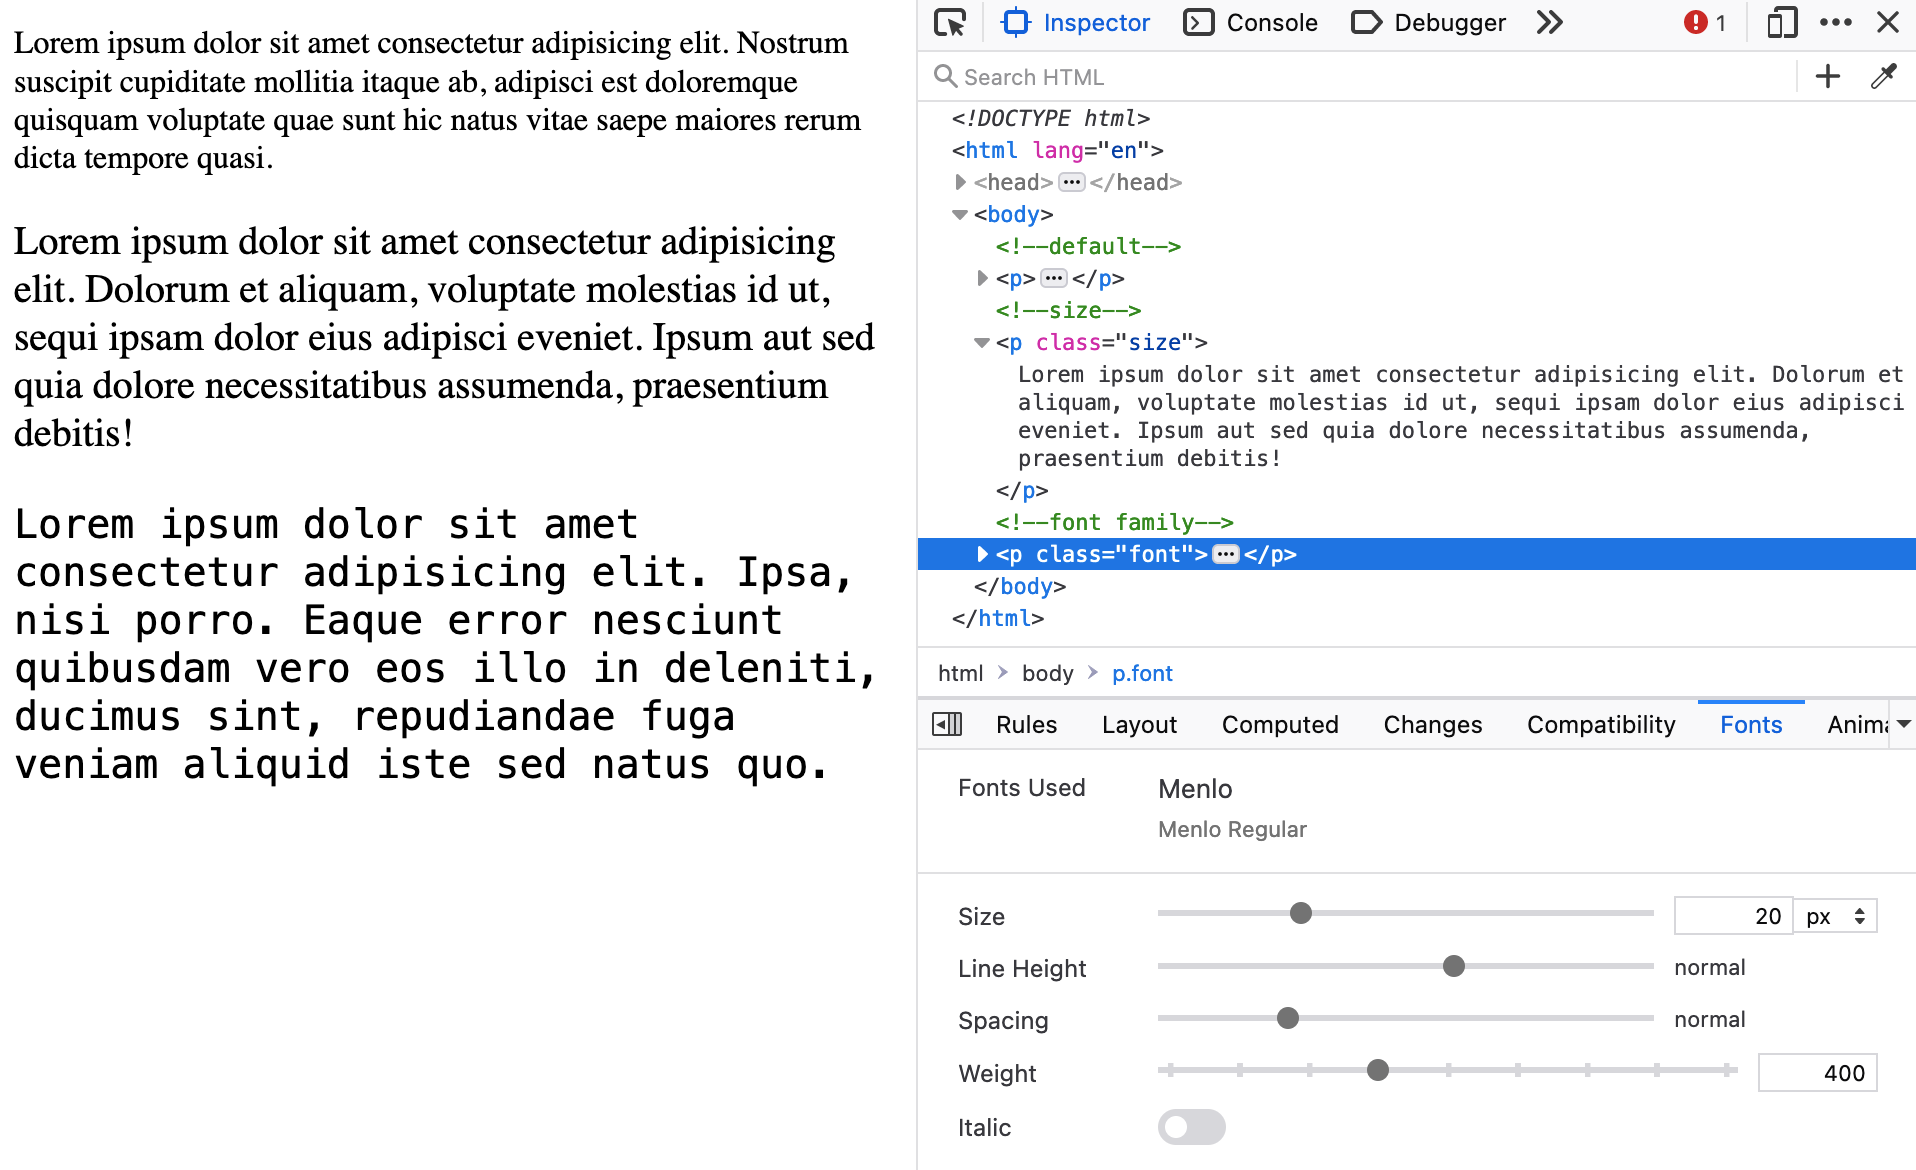 Lorem ipsum dolor sit amet consectetur adipisicing elit. Nostrum
suscipit cupiditate mollitia itaque ab, adipisci est doloremque
quisquam voluptate quae sunt hic natus vitae saepe maiores rerum
dicta tempore quasi.
Lorem ipsum dolor sit amet consectetur adipisicing
elit. Dolorum et aliquam, voluptate molestias id ut,
sequi ipsam dolor eius adipisci eveniet. Ipsum aut sed
quia dolore necessitatibus assumenda, praesentium
debitis!
Lorem ipsum dolor sit amet
consectetur adipisicing elit. Ipsa,
nisi porro. Eaque error nesciunt
quibusdam vero eos illo in deleniti,
ducimus sint, repudiandae fuga
veniam aliquid iste sed natus quo.
Inspector Console Debugger 1
Search HTML
<!DOCTYPE html>
<html lang="en">
<head> ••• </head>
<body>
<!--default-->
<p> ••• </p>
<!--size-->
<p class="size">
Lorem ipsum dolor sit amet consectetur adipisicing elit. Dolorum et
aliquam, voluptate molestias id ut, sequi ipsam dolor eius adipisci
eveniet. Ipsum aut sed quia dolore necessitatibus assumenda,
praesentium debitis!
</p>
<!--font family-->
<p class="font"> ••• </p>
</body>
</html>
html body p.font
Rules Layout Computed Changes Compatibility Fonts Anim
Fonts Used Menlo
Menlo Regular
Size 20 px
Line Height normal
Spacing normal
Weight 400
Italic